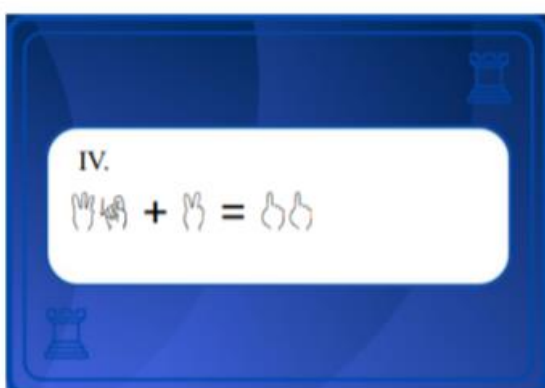 IV.
+ =